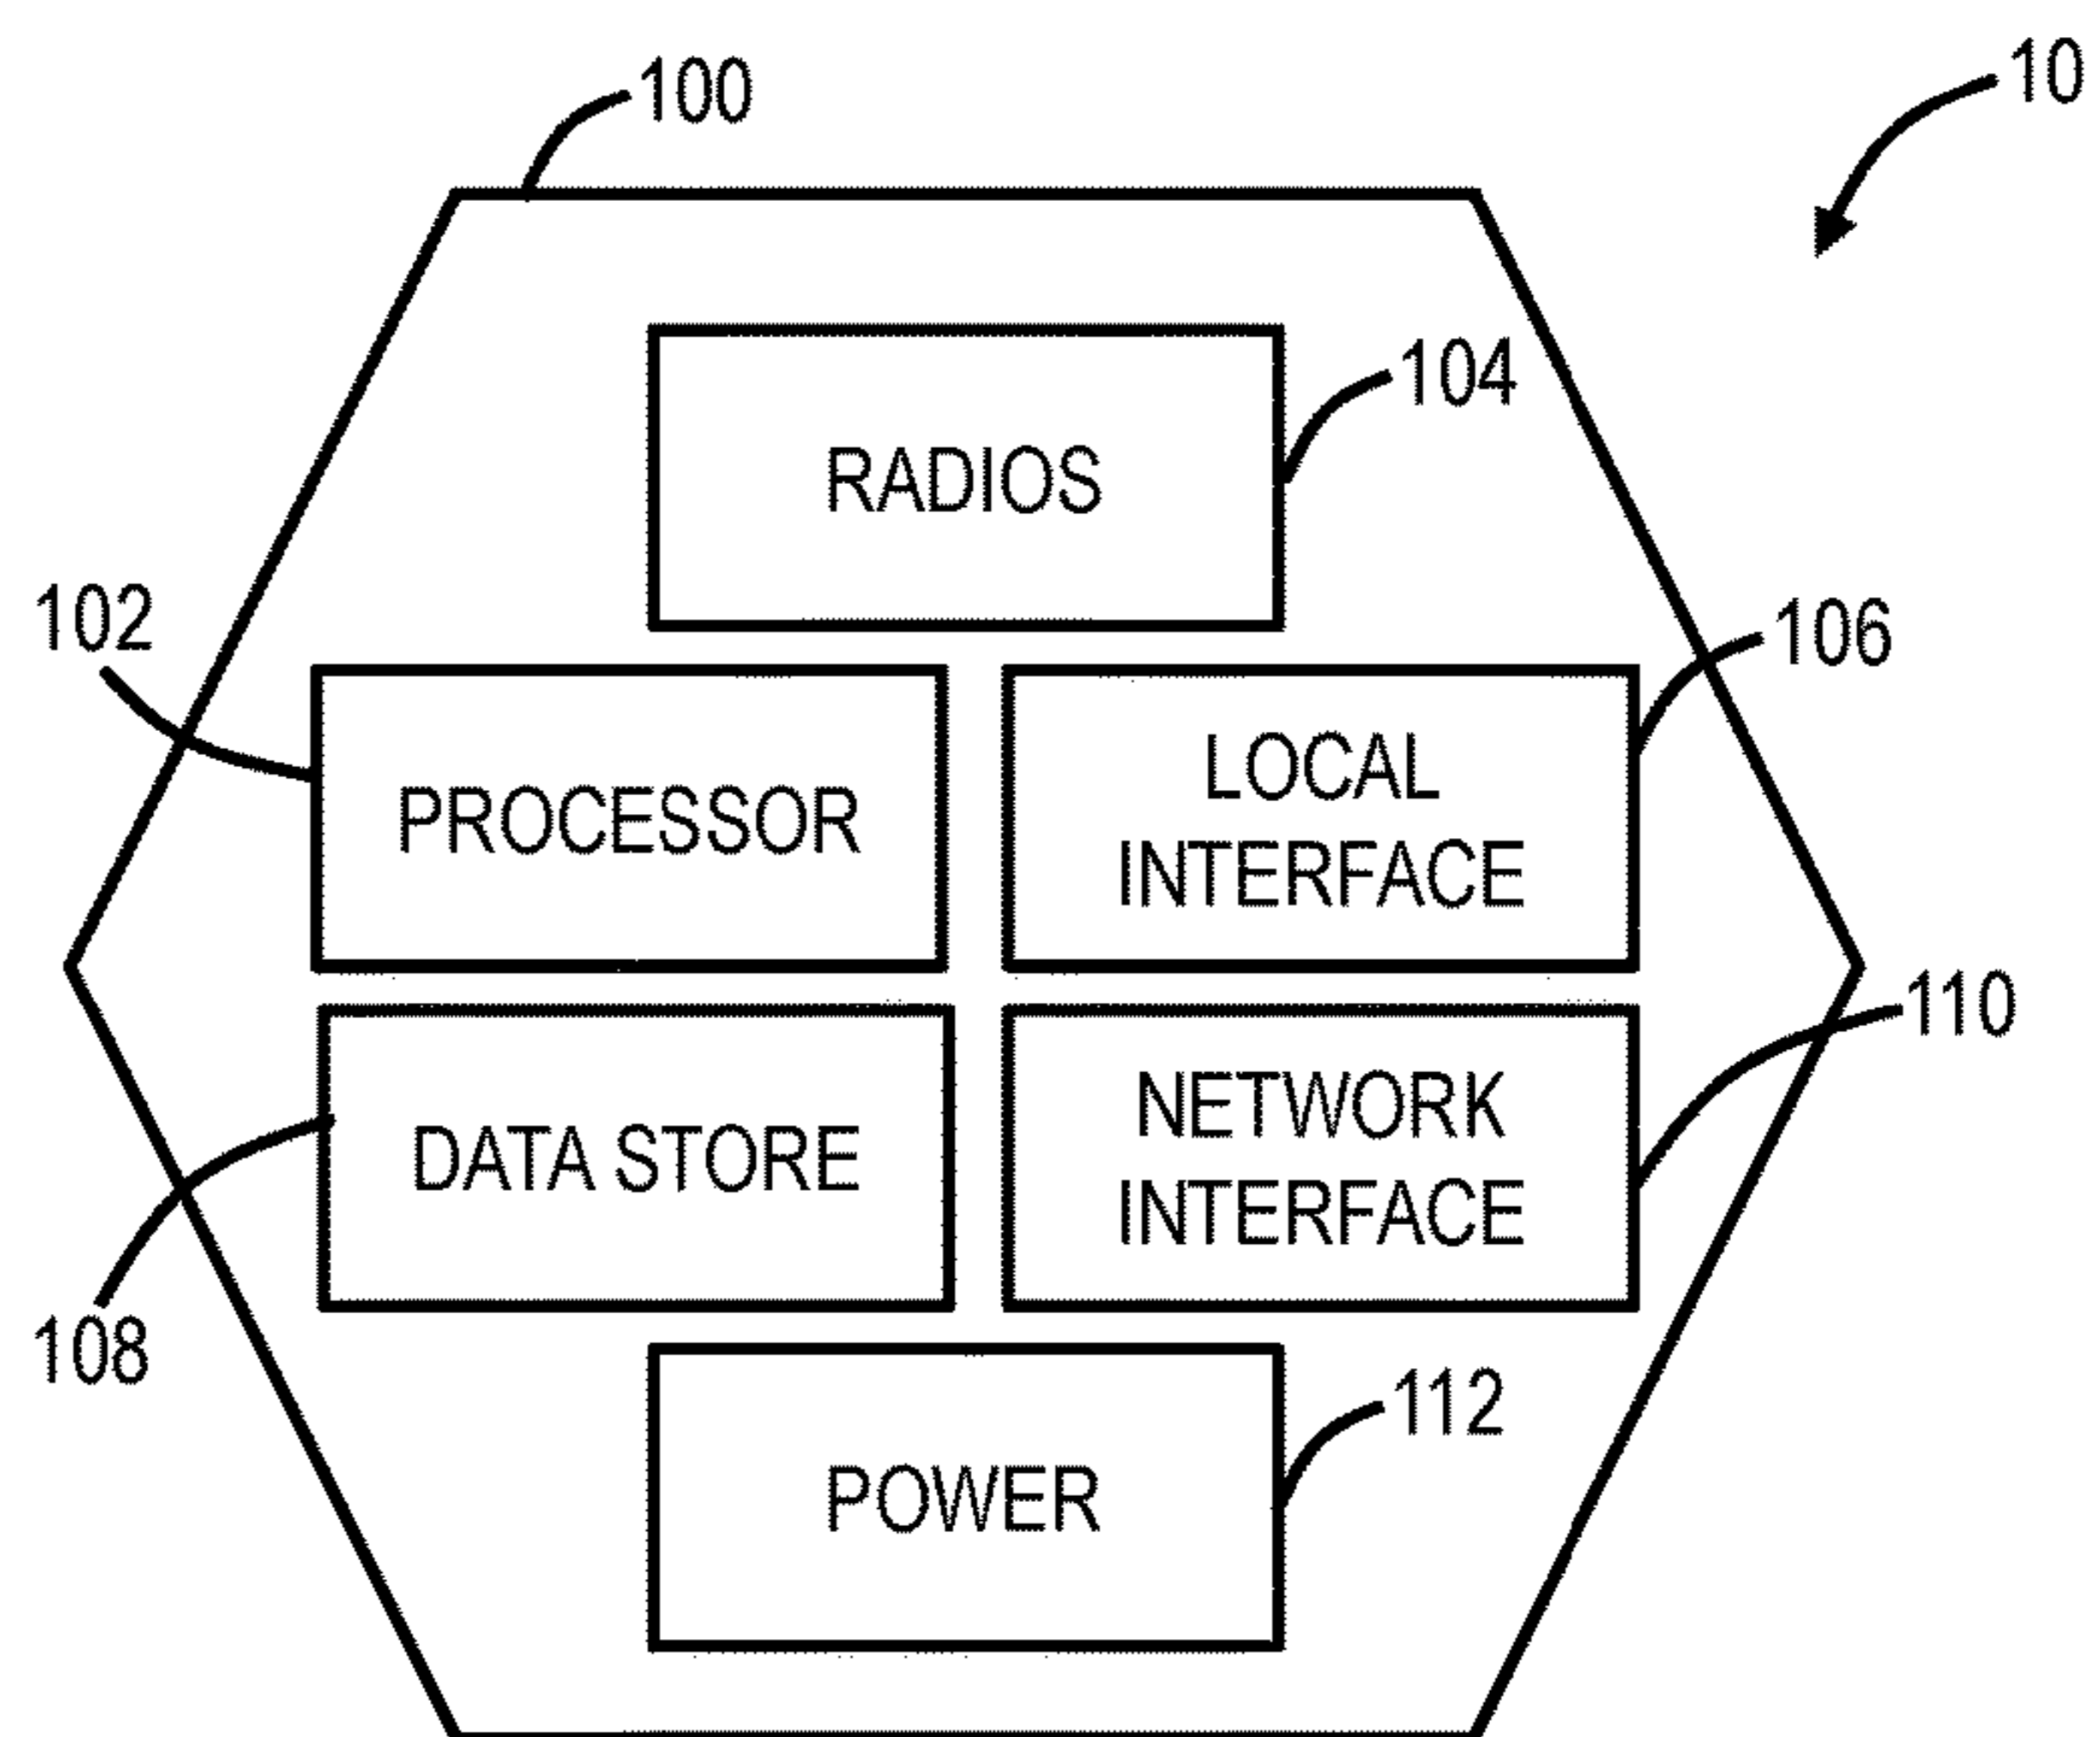 100
10
RADIOS
104
102
106
PROCESSOR
LOCAL
INTERFACE
110
DATA STORE
NETWORK
INTERFACE
108
POWER
112